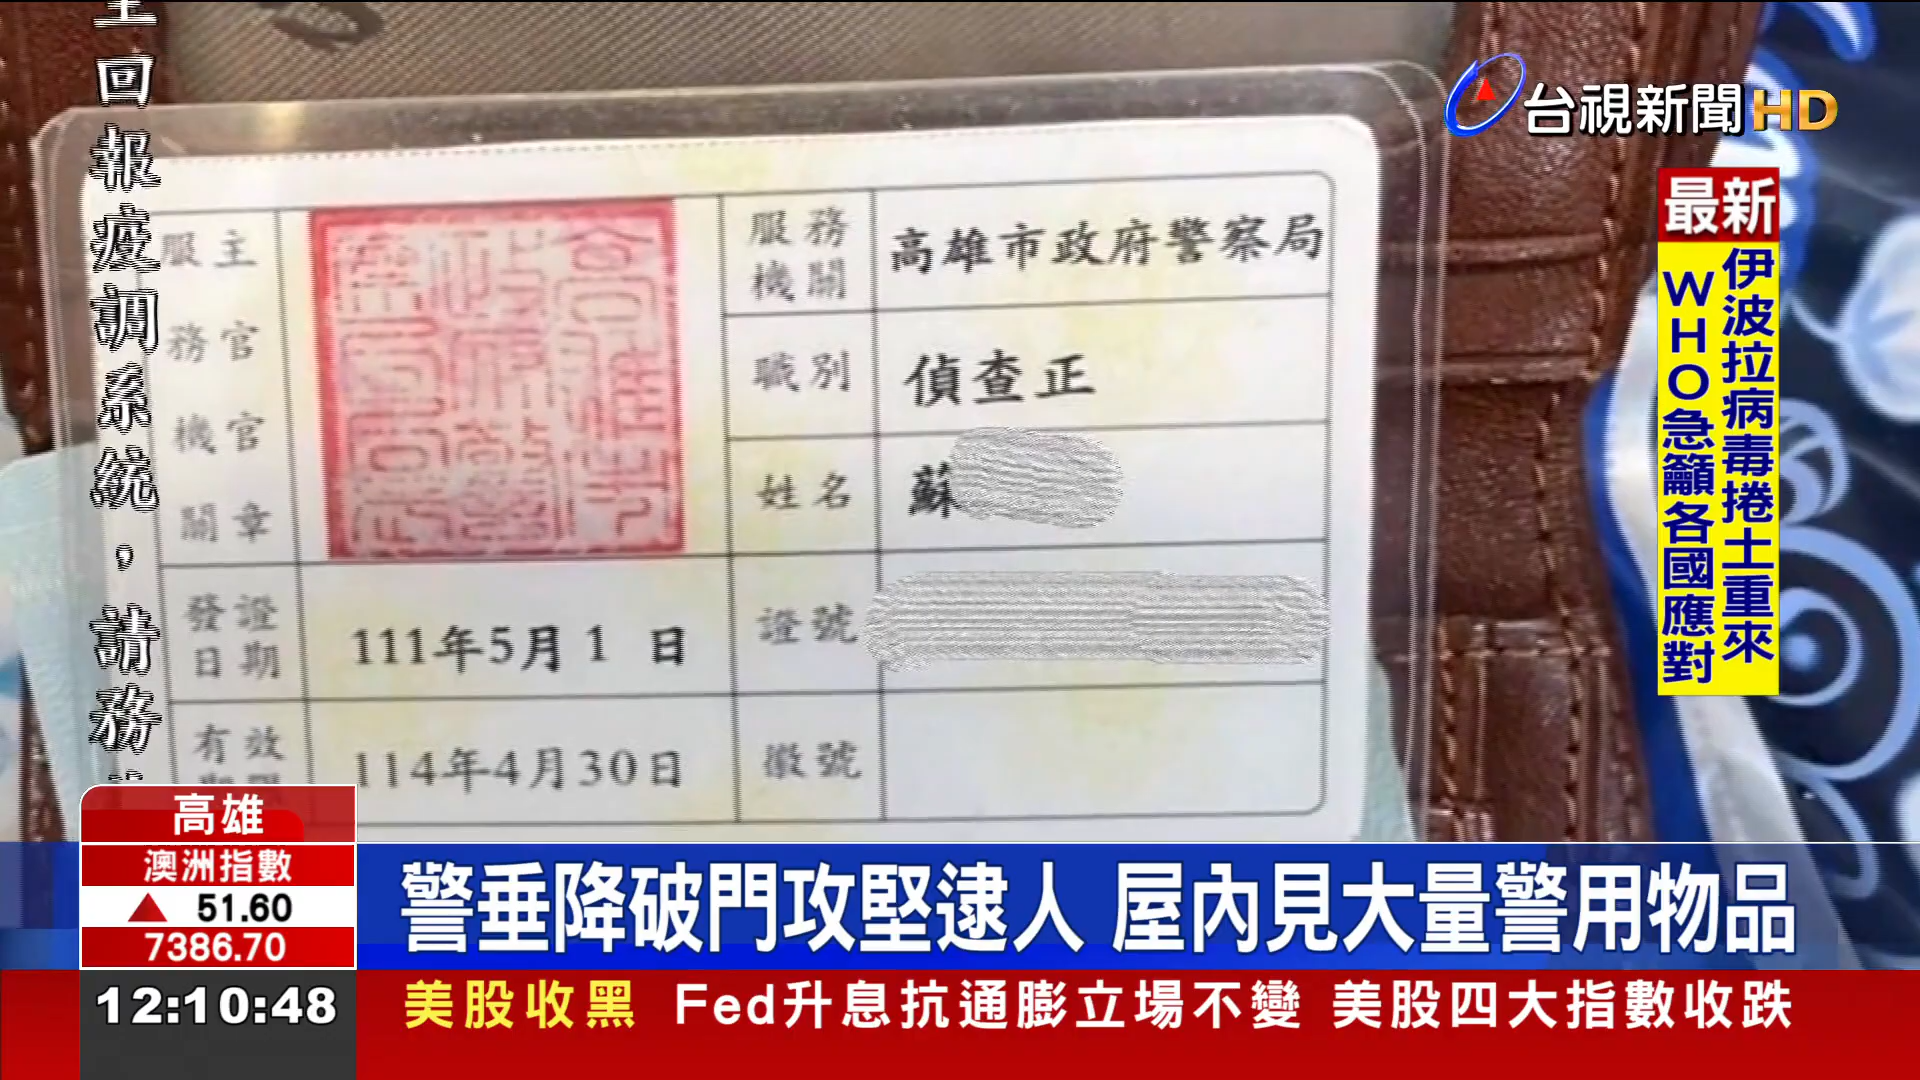 回報疫調系統，請務
台視新聞HD
最新
伊波拉病毒捲土重來
WHO急籲各國應對
服務機關
主官官章
服務機關
高雄市政府警察局
職別
偵查正
姓名
蘇
發證日期
111年5月1日
證號
有效
114年4月30日
徽號
高雄
澳洲指數
51.60
7386.70
12:10:48
警垂降破門攻堅逮人 屋內見大量警用物品
美股收黑 Fed升息抗通膨立場不變 美股四大指數收跌